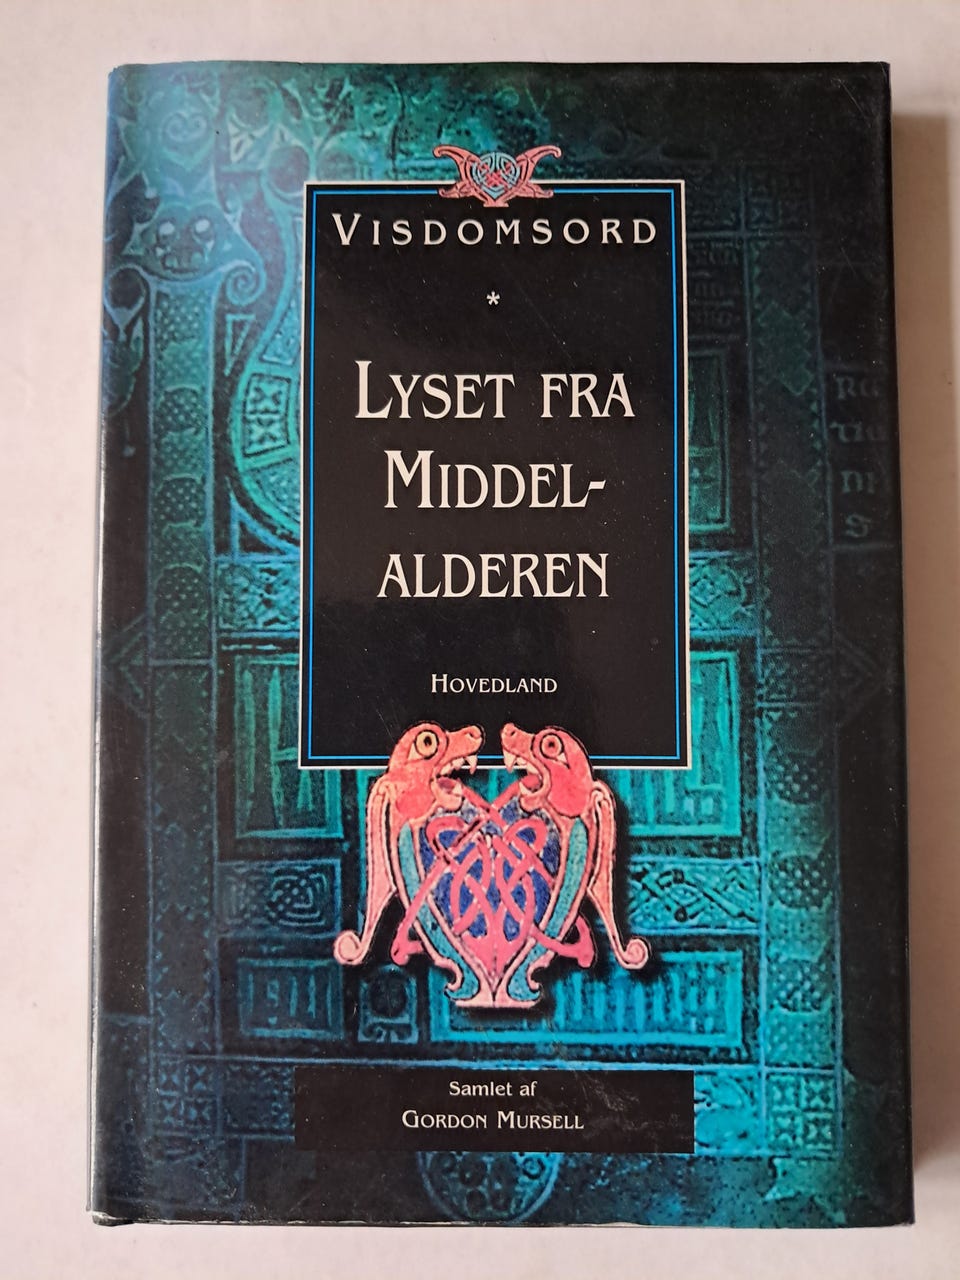 VISDOMSORD
*
LYSET FRA
MIDDEL-
ALDEREN
HOVEDLAND
Samlet af
GORDON MURSELL